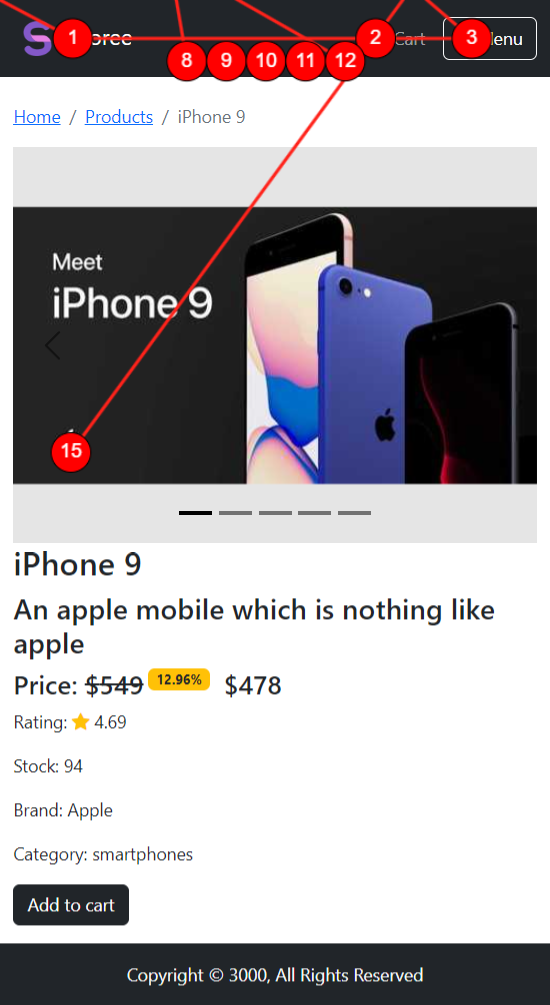 1
2 Cart
3 Menu
8 9 10 11 12
Home / Products / iPhone 9
Meet
iPhone 9
15
iPhone 9
An apple mobile which is nothing like
apple
Price: $549 12.96% $478
Rating: 4.69
Stock: 94
Brand: Apple
Category: smartphones
Add to cart
Copyright © 3000, All Rights Reserved